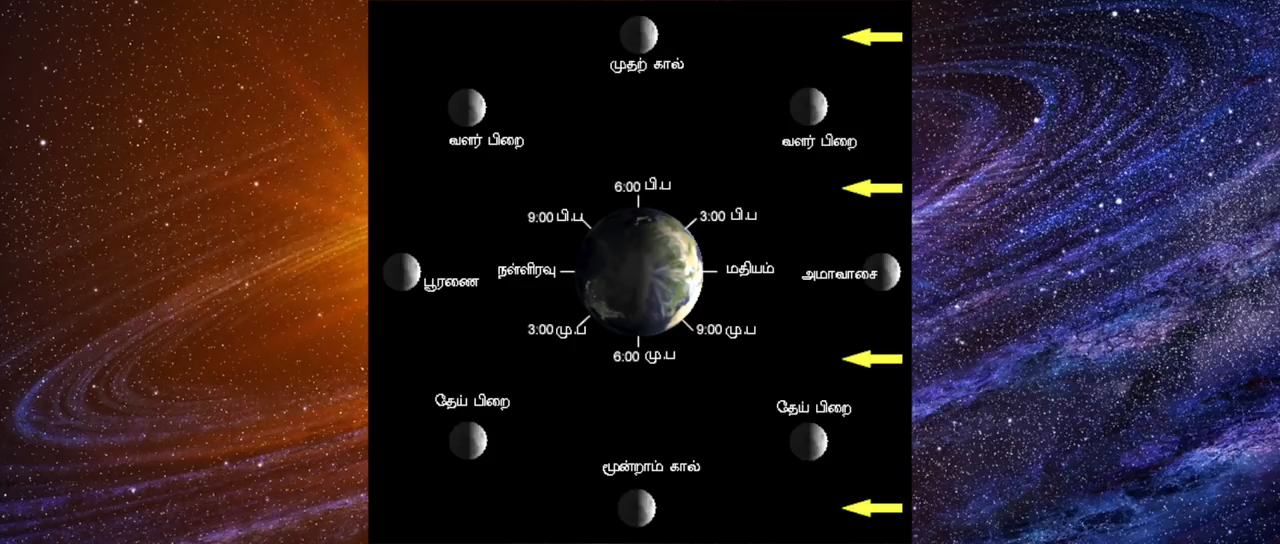 முதற் கால்
வளர் பிறை
வளர் பிறை
6:00 பி.ப
9:00 பி.ப
3:00 பி.ப
நள்ளிரவு
மதியம்
அமாவாசை
பூரணை
3:00 மு.ப
9:00 மு.ப
6:00 மு.ப
தேய் பிறை
தேய் பிறை
மூன்றாம் கால்